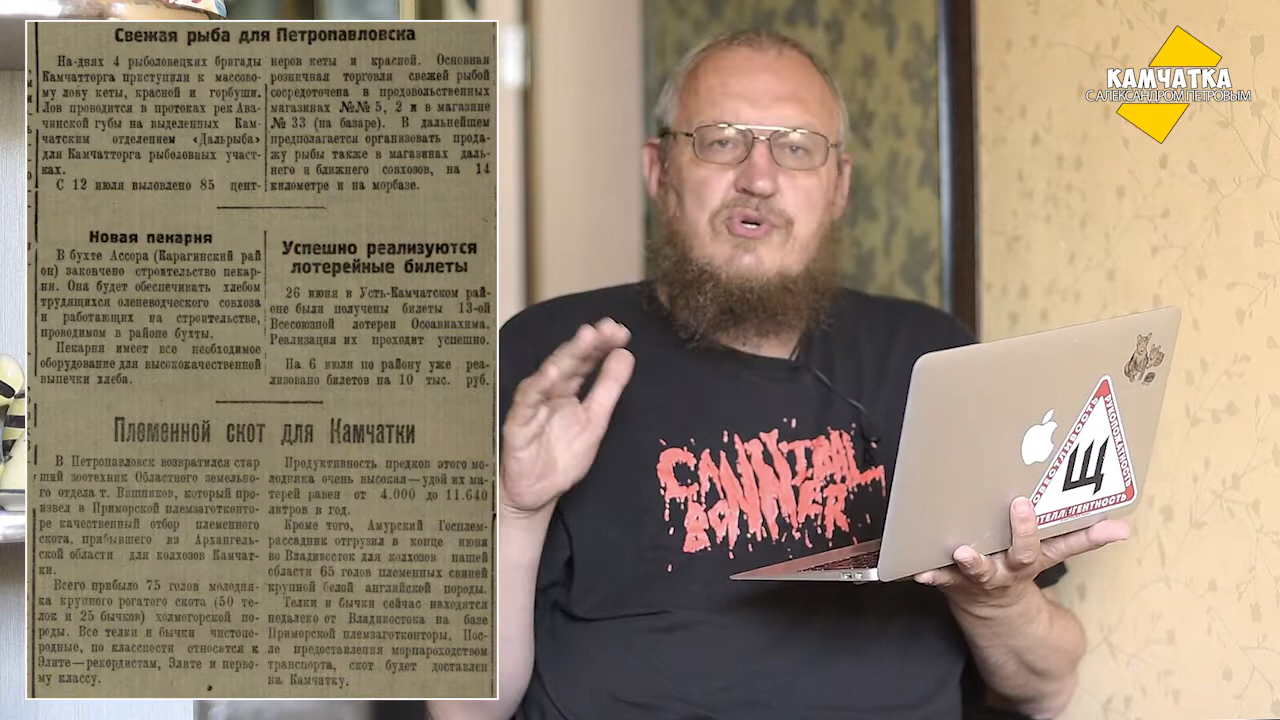 Свежая рыба для Петропавловска
На-днях 4 рыболовецкие бригады
Камчатторга приступили к массово-
му лову кеты, красной и горбуши.
Лов проводится в протоках рек Ава-
чинской губы на выделенных Кам-
чатским отделением «Дальрыба»
для Камчатторга рыболовных участ-
ках.
С 12 июля выловлено 85 цент-
неров кеты и красной. Основная
розничная торговля свежей рыбой
сосредоточена в продовольственных
магазинах №№ 5, 2 и в магазине
№ 33 (на базаре). В дальнейшем
предполагается организовать прода-
жу рыбы также в магазинах даль-
него и ближнего совхозов, на 14
километре и на морбазе.
Новая пекарня
В бухте Ассора (Карагинский рай
он) закончено строительство пекар-
ни. Она будет обеспечивать хлебом
трудящихся оленеводческого совхоза
и работающих на строительстве,
проводимом в районе бухты.
Пекарня имеет все необходимое
оборудование для высококачественной
выпечки хлеба.
Успешно реализуются
лотерейные билеты
26 июня в Усть-Камчатском рай-
оне были получены билеты 13-ой
Всесоюзной лотереи Осоавиахима.
Реализация их проходит успешно.
На 6 июля по району уже реа-
лизовано билетов на 10 тыс. руб.
Племенной скот для Камчатки
В Петропавловск возвратился стар
ший зоотехник Областного земельно-
го отдела т. Вишняков, который про-
извел в Приморской племзаготконто-
ре качественный отбор племенного
скота, прибывшего из Архангель-
ской области для колхозов Камчат-
ки.
Всего прибыло 75 голов молодня-
ка крупного рогатого скота (50 те-
лок и 25 бычков) холмогорской по-
роды. Все телки и бычки чистопо-
родные, по классности относятся к
Элите—рекордистам, Элите и перво-
му классу.
Продуктивность предков этого мо-
лодняка очень высокая—удой их ма-
терей равен от 4.000 до 11.640
литров в год.
Кроме того, Амурский Госплем-
рассадник отгрузил в конце июня
во Владивосток для колхозов нашей
области 65 голов племенных свиней
крупной белой английской породы.
Телки и бычки сейчас находятся
недалеко от Владивостока на базе
Приморской племзаготконторы. Пос-
ле предоставления морпароходством
транспорта, скот будет доставлен
на Камчатку.
КАМЧАТКА
С АЛЕКСАНДРОМ ПЕТРОВЫМ
CANNIBAL
BONNER
РУКОПОЖАТНОСТЬ
Щ